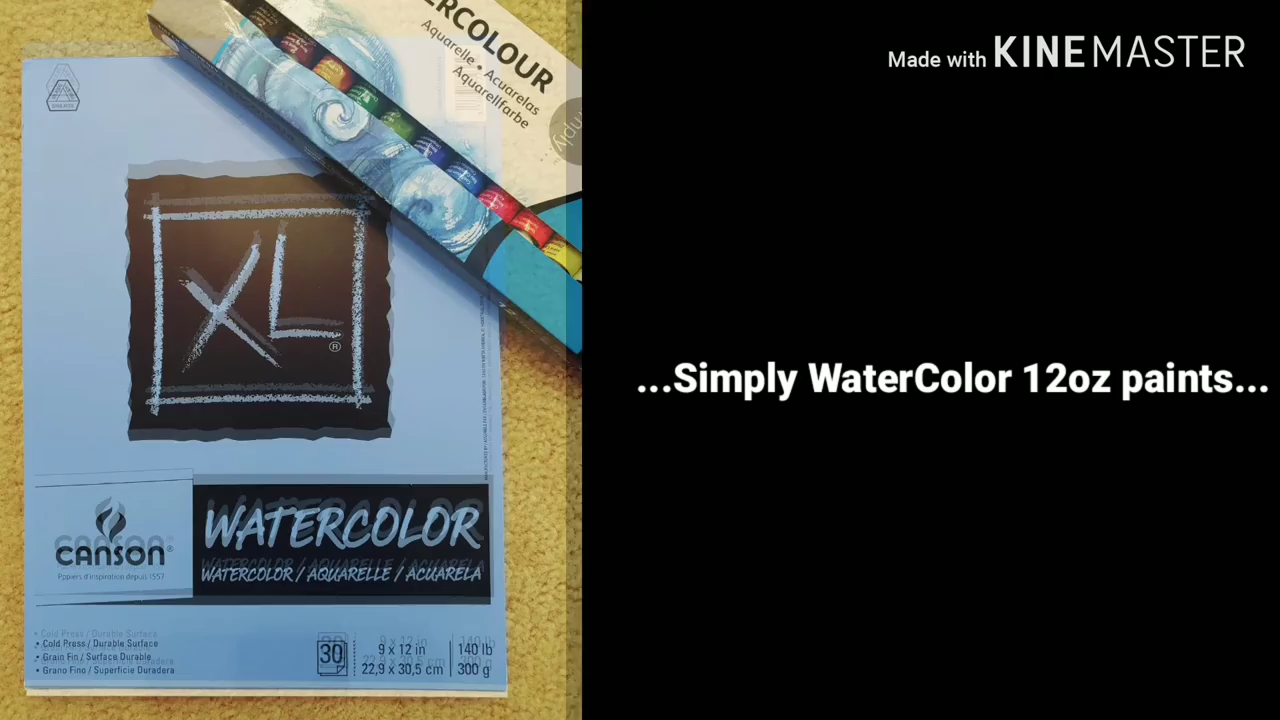 ERCOLOUR
Aquarelle • Acuarelas
Aquarellfarbe
XL®
CANSON®
Papiers d'inspiration depuis 1557
WATERCOLOR
WATERCOLOR / AQUARELLE / ACUARELA
• Cold Press / Durable Surface
• Grain Fin / Surface Durable
• Grano Fino / Superficie Duradera
30
9 x 12 in
22,9 x 30,5 cm
140 lb
300 g
Made with KINEMASTER
...Simply WaterColor 12oz paints...